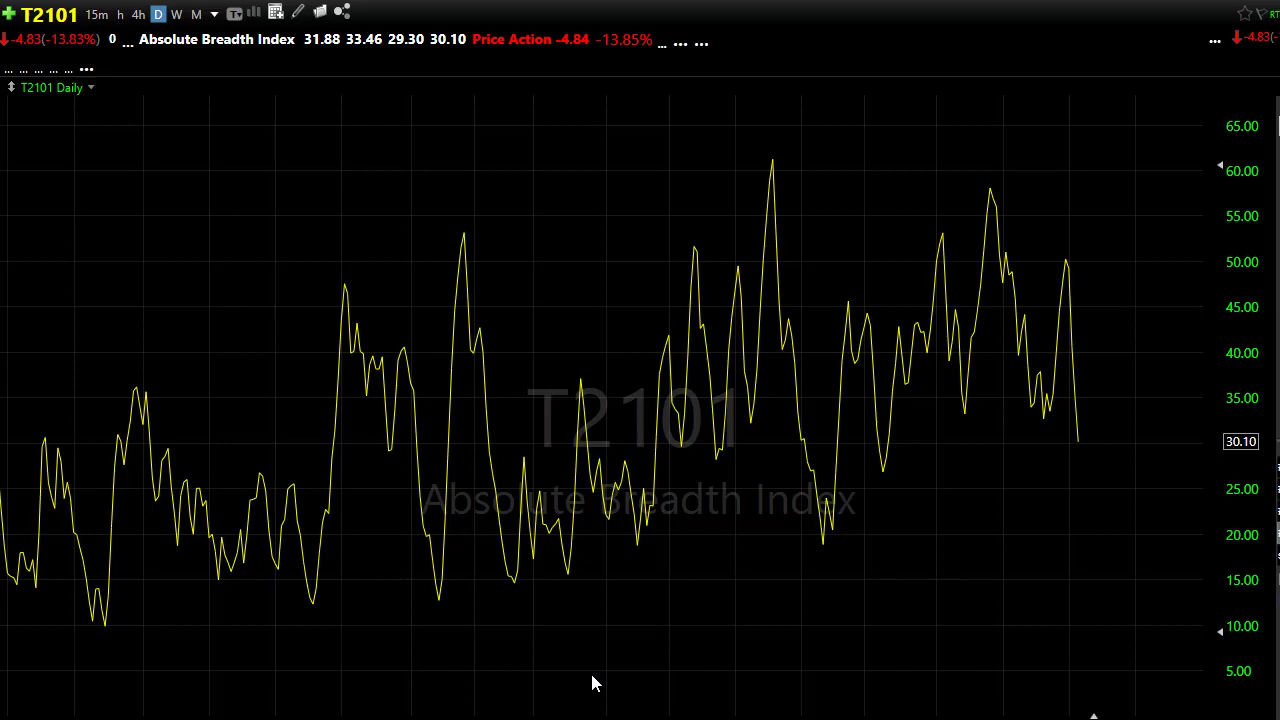 T2101 15m h 4h D W M T RT
-4.83(-13.83%) 0 ... Absolute Breadth Index 31.88 33.46 29.30 30.10 Price Action -4.84 -13.85% ... ... ... ... -4.83(-
... ... ... ... ... ...
T2101 Daily
65.00
60.00
55.00
50.00
45.00
40.00
35.00
T2101
30.10
25.00
Absolute Breadth Index
20.00
15.00
10.00
5.00